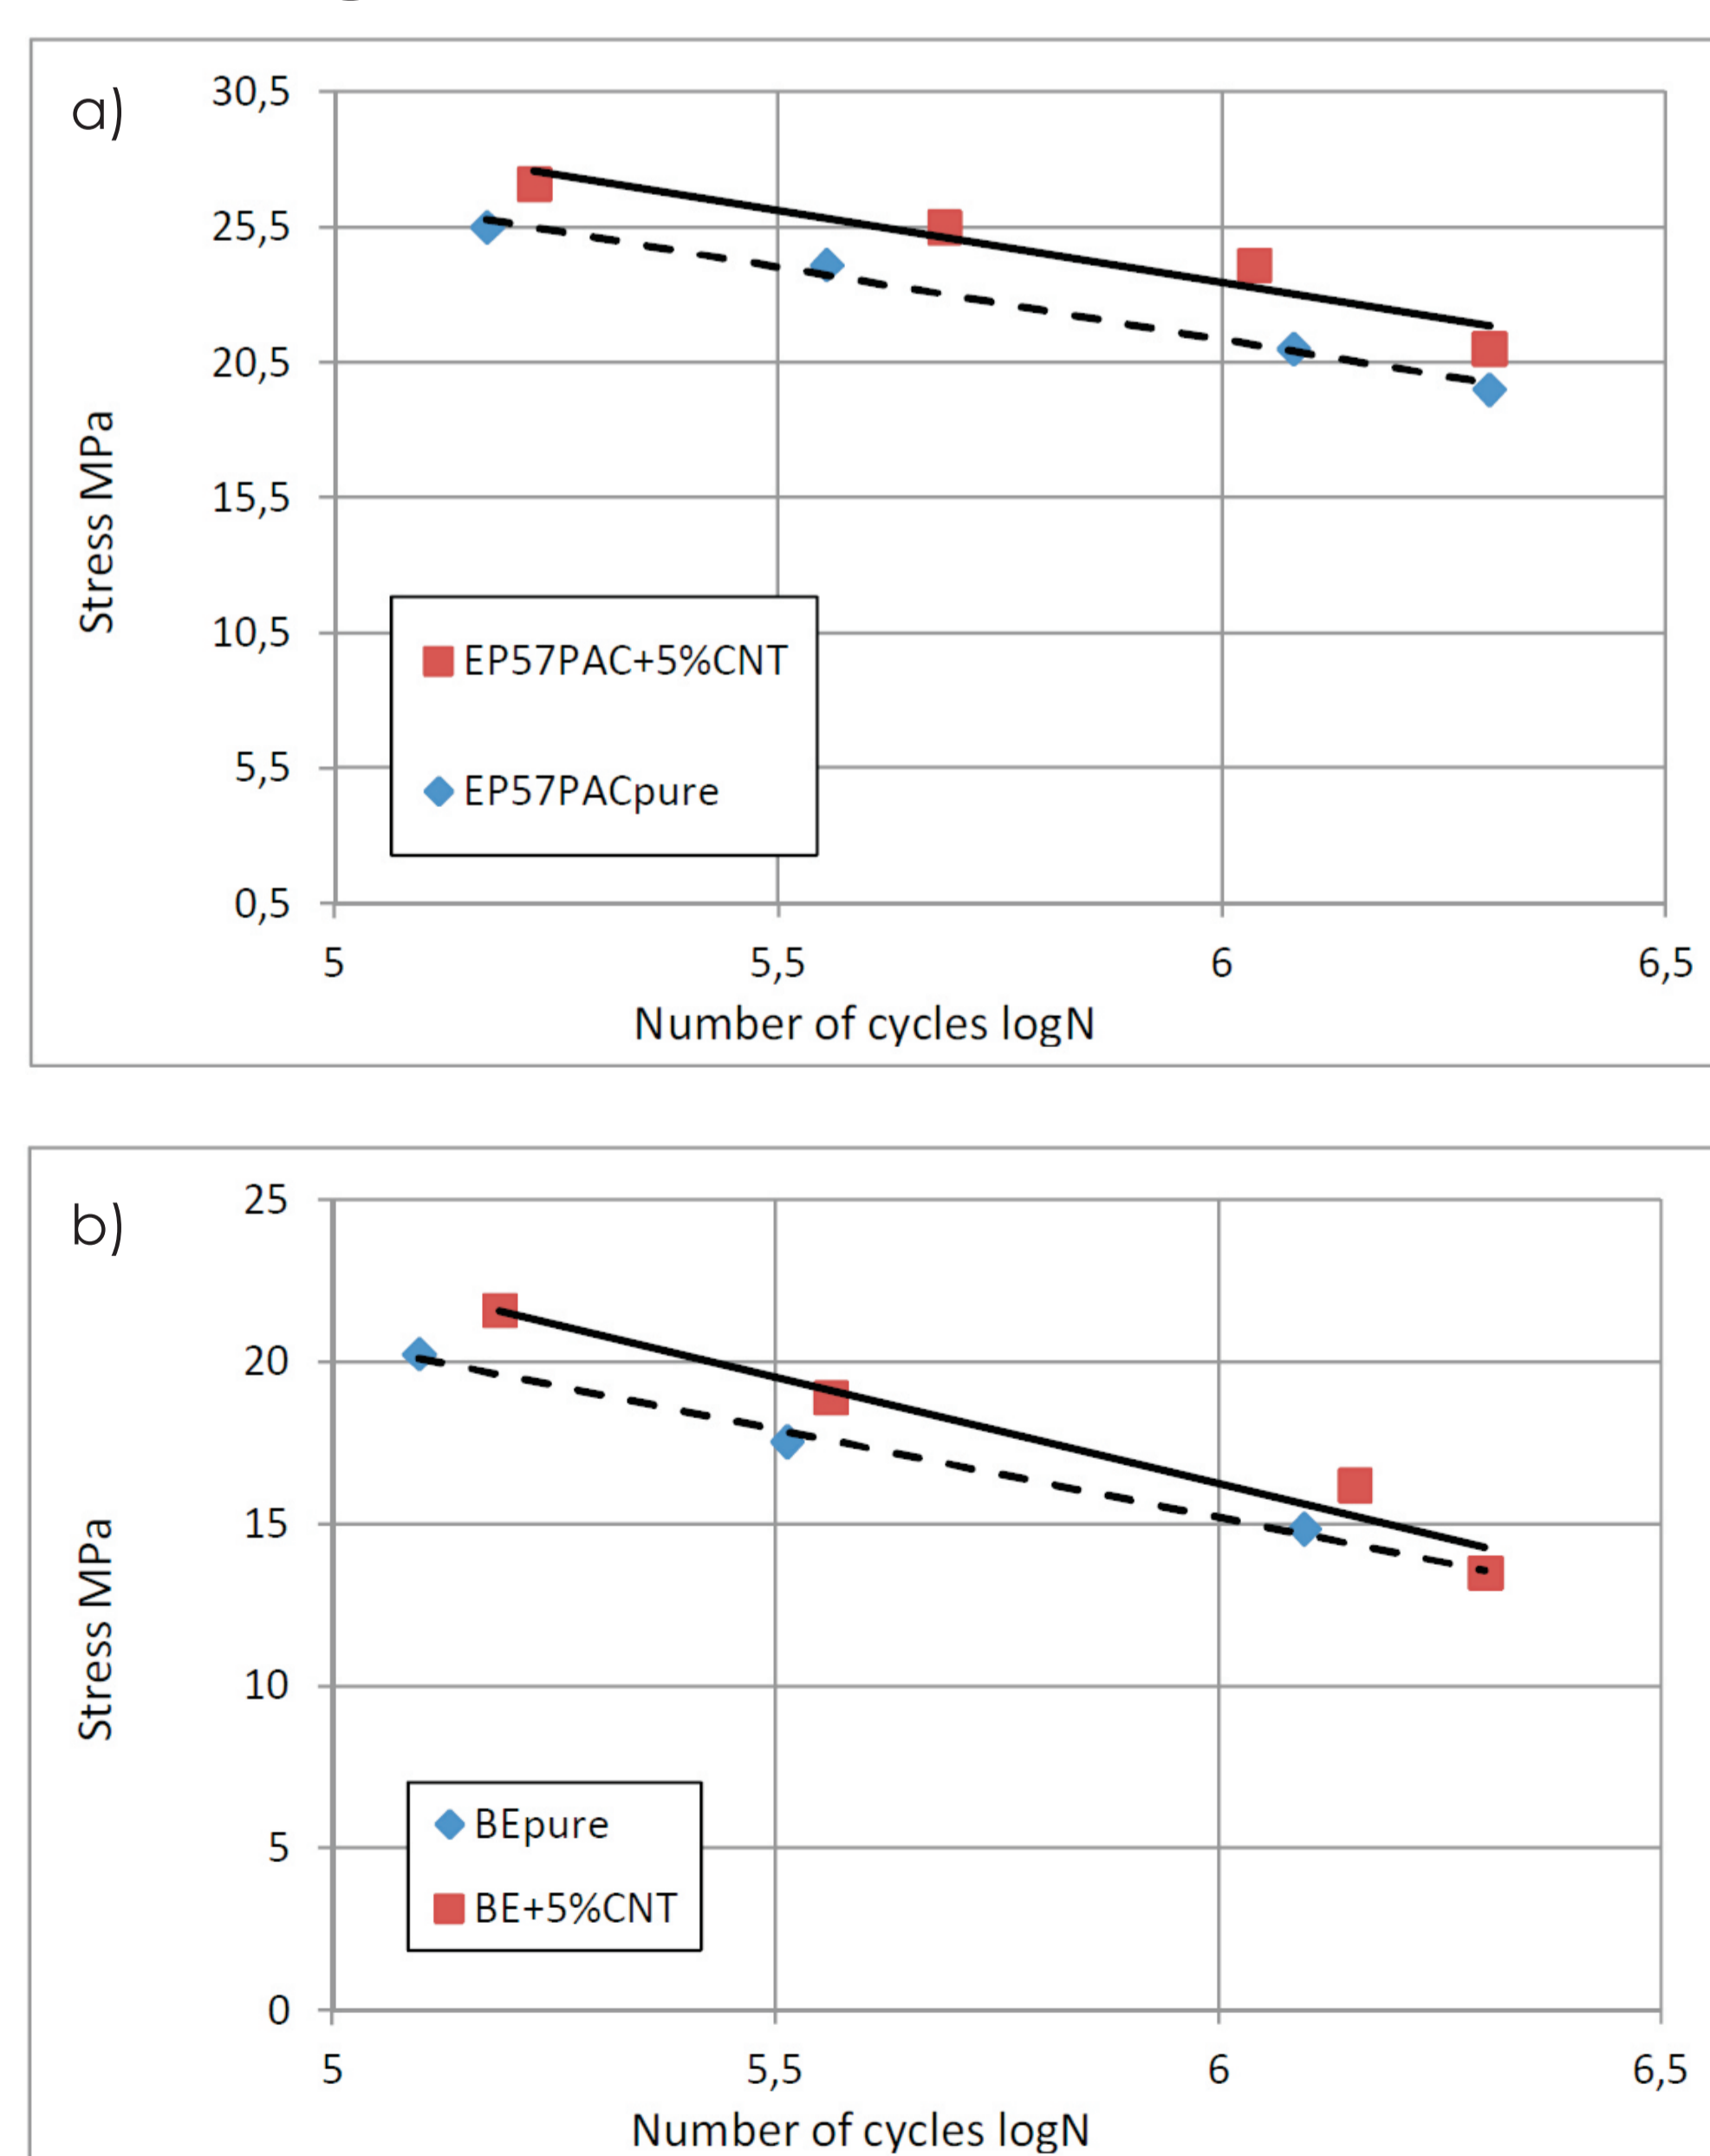 a)
30,5
25,5
20,5
15,5
10,5
5,5
0,5
Stress MPa
EP57PAC+5%CNT
EP57PACpure
5 5,5 6 6,5
Number of cycles logN
b)
25
20
15
10
5
0
Stress MPa
BEpure
BE+5%CNT
5 5,5 6 6,5
Number of cycles logN